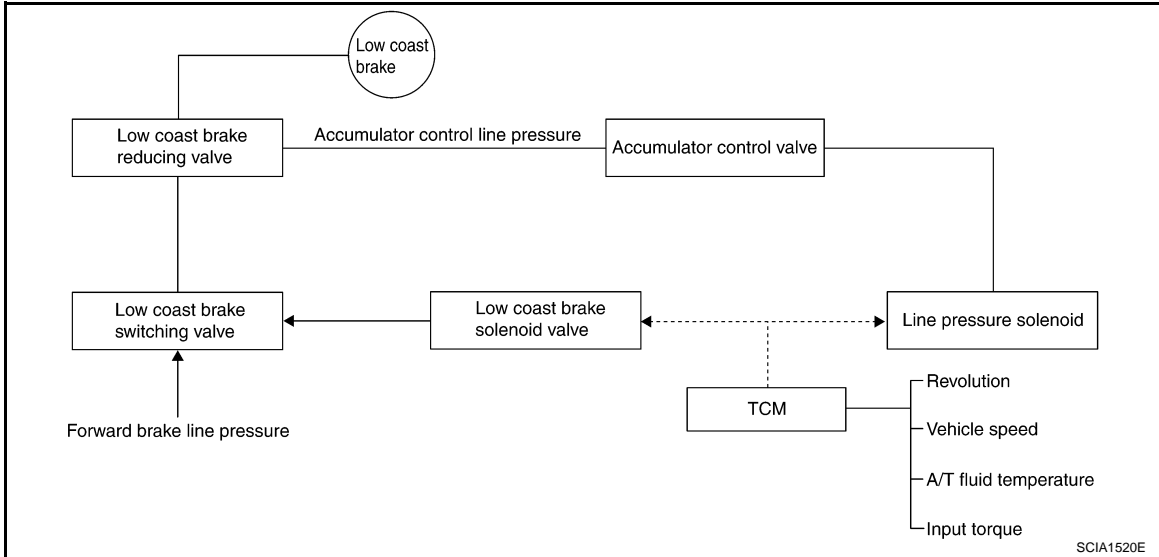 Low coast
brake
Low coast brake
reducing valve
Accumulator control line pressure
Accumulator control valve
Low coast brake
switching valve
Low coast brake
solenoid valve
Line pressure solenoid
Forward brake line pressure
TCM
Revolution
Vehicle speed
A/T fluid temperature
Input torque
SCIA1520E